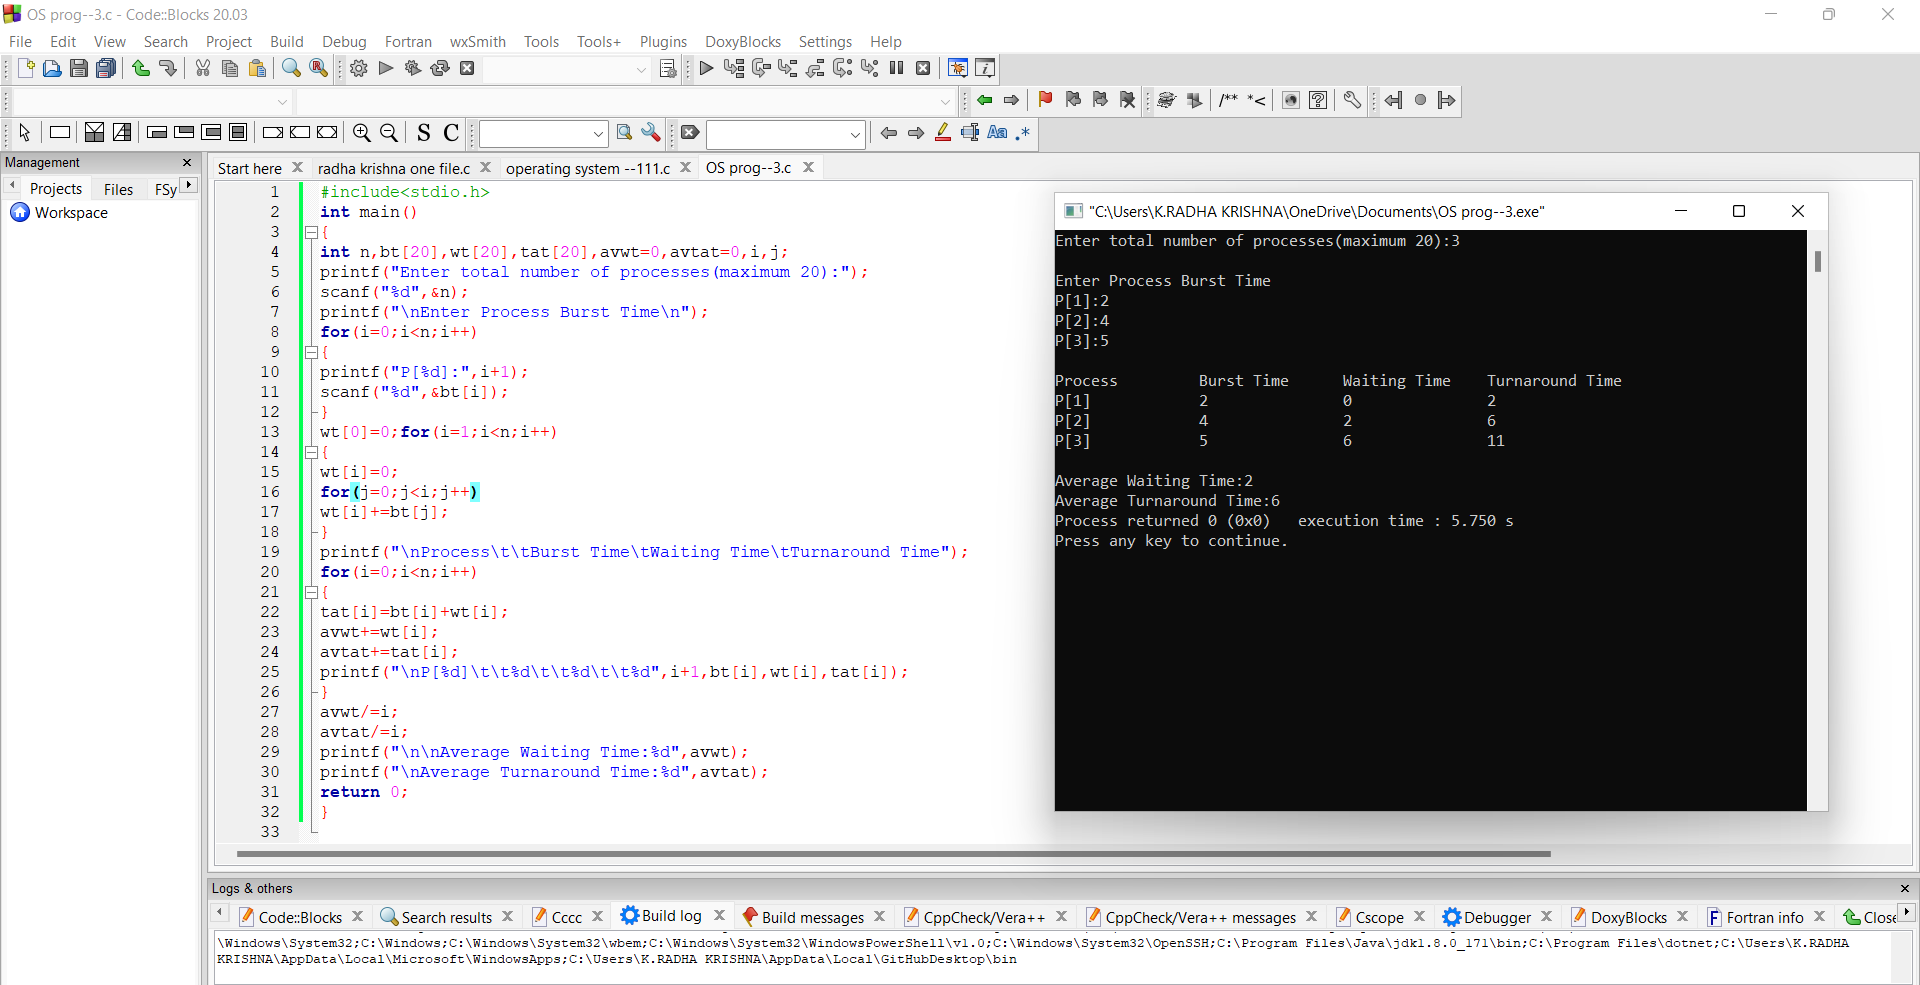 OS prog--3.c - Code::Blocks 20.03
File Edit View Search Project Build Debug Fortran wxSmith Tools Tools+ Plugins DoxyBlocks Settings Help
/** *<
S C
Aa .*
Management
Projects Files FSy
Workspace
Start here radha krishna one file.c operating system --111.c OS prog--3.c
1 #include<stdio.h>
2 int main()
3 {
4 int n,bt[20],wt[20],tat[20],avwt=0,avtat=0,i,j;
5 printf("Enter total number of processes(maximum 20):");
6 scanf("%d",&n);
7 printf("\nEnter Process Burst Time\n");
8 for(i=0;i<n;i++)
9 {
10 printf("P[%d]:",i+1);
11 scanf("%d",&bt[i]);
12 }
13 wt[0]=0;for(i=1;i<n;i++)
14 {
15 wt[i]=0;
16 for(j=0;j<i;j++)
17 wt[i]+=bt[j];
18 }
19 printf("\nProcess\t\tBurst Time\tWaiting Time\tTurnaround Time");
20 for(i=0;i<n;i++)
21 {
22 tat[i]=bt[i]+wt[i];
23 avwt+=wt[i];
24 avtat+=tat[i];
25 printf("\nP[%d]\t\t%d\t\t%d\t\t%d",i+1,bt[i],wt[i],tat[i]);
26 }
27 avwt/=i;
28 avtat/=i;
29 printf("\n\nAverage Waiting Time:%d",avwt);
30 printf("\nAverage Turnaround Time:%d",avtat);
31 return 0;
32 }
33
"C:\Users\K.RADHA KRISHNA\OneDrive\Documents\OS prog--3.exe"
Enter total number of processes(maximum 20):3
Enter Process Burst Time
P[1]:2
P[2]:4
P[3]:5
Process Burst Time Waiting Time Turnaround Time
P[1] 2 0 2
P[2] 4 2 6
P[3] 5 6 11
Average Waiting Time:2
Average Turnaround Time:6
Process returned 0 (0x0) execution time : 5.750 s
Press any key to continue.
Logs & others
Code::Blocks Search results Cccc Build log Build messages CppCheck/Vera++ CppCheck/Vera++ messages Cscope Debugger DoxyBlocks Fortran info Close
\Windows\System32;C:\Windows;C:\Windows\System32\wbem;C:\Windows\System32\WindowsPowerShell\v1.0;C:\Windows\System32\OpenSSH;C:\Program Files\Java\jdk1.8.0_171\bin;C:\Program Files\dotnet;C:\Users\K.RADHA
KRISHNA\AppData\Local\Microsoft\WindowsApps;C:\Users\K.RADHA KRISHNA\AppData\Local\GitHubDesktop\bin